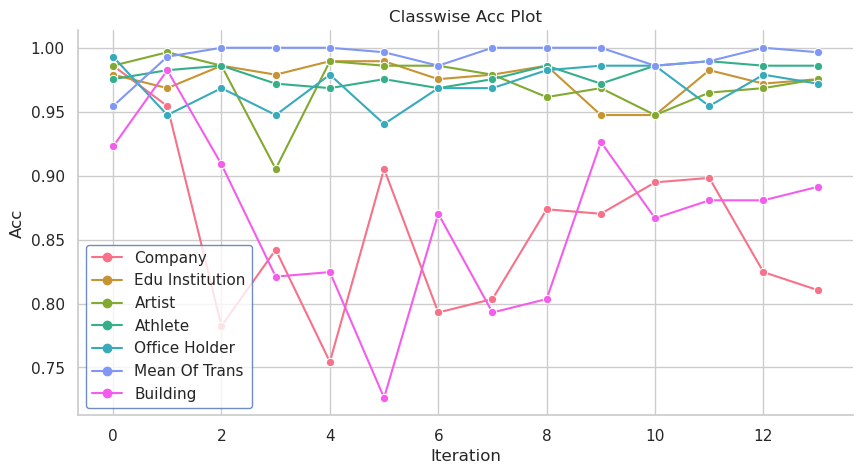 Classwise Acc Plot
Acc
1.00
0.95
0.90
0.85
0.80
0.75
Company
Edu Institution
Artist
Athlete
Office Holder
Mean Of Trans
Building
0 2 4 6 8 10 12
Iteration